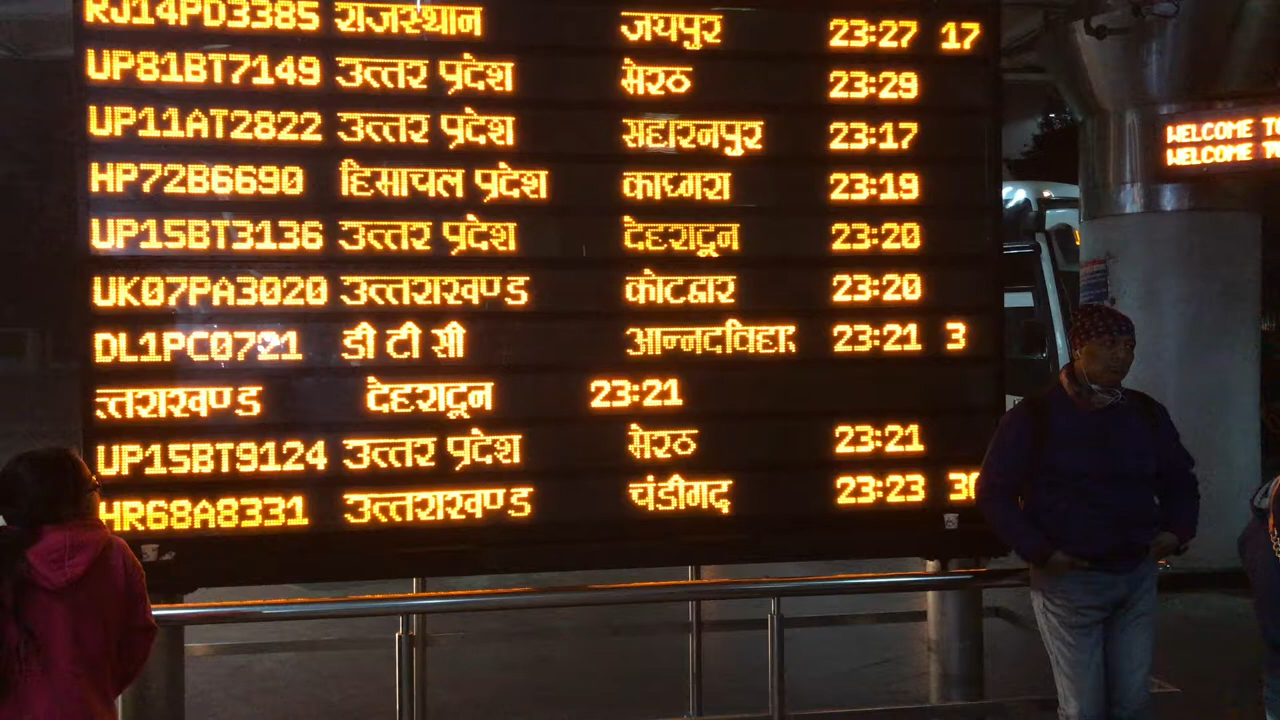 RJ14PD3385 राजस्थान जयपुर 23:27 17
UP81BT7149 उत्तर प्रदेश मेरठ 23:29
UP11AT2822 उत्तर प्रदेश सहारनपुर 23:17
HP72B6690 हिमाचल प्रदेश 23:19
UP15BT3136 उत्तर प्रदेश देहरादून 23:20
UK07PA3020 उत्तराखण्ड कोटद्वार 23:20
DL1PC0721 डी टी सी आन्नदविहार 23:21 3
त्तराखण्ड देहरादून 23:21
UP15BT9124 उत्तर प्रदेश मेरठ 23:21
HR68A8331 उत्तराखण्ड चंडीगढ़ 23:23 30
WELCOME TO
WELCOME TO